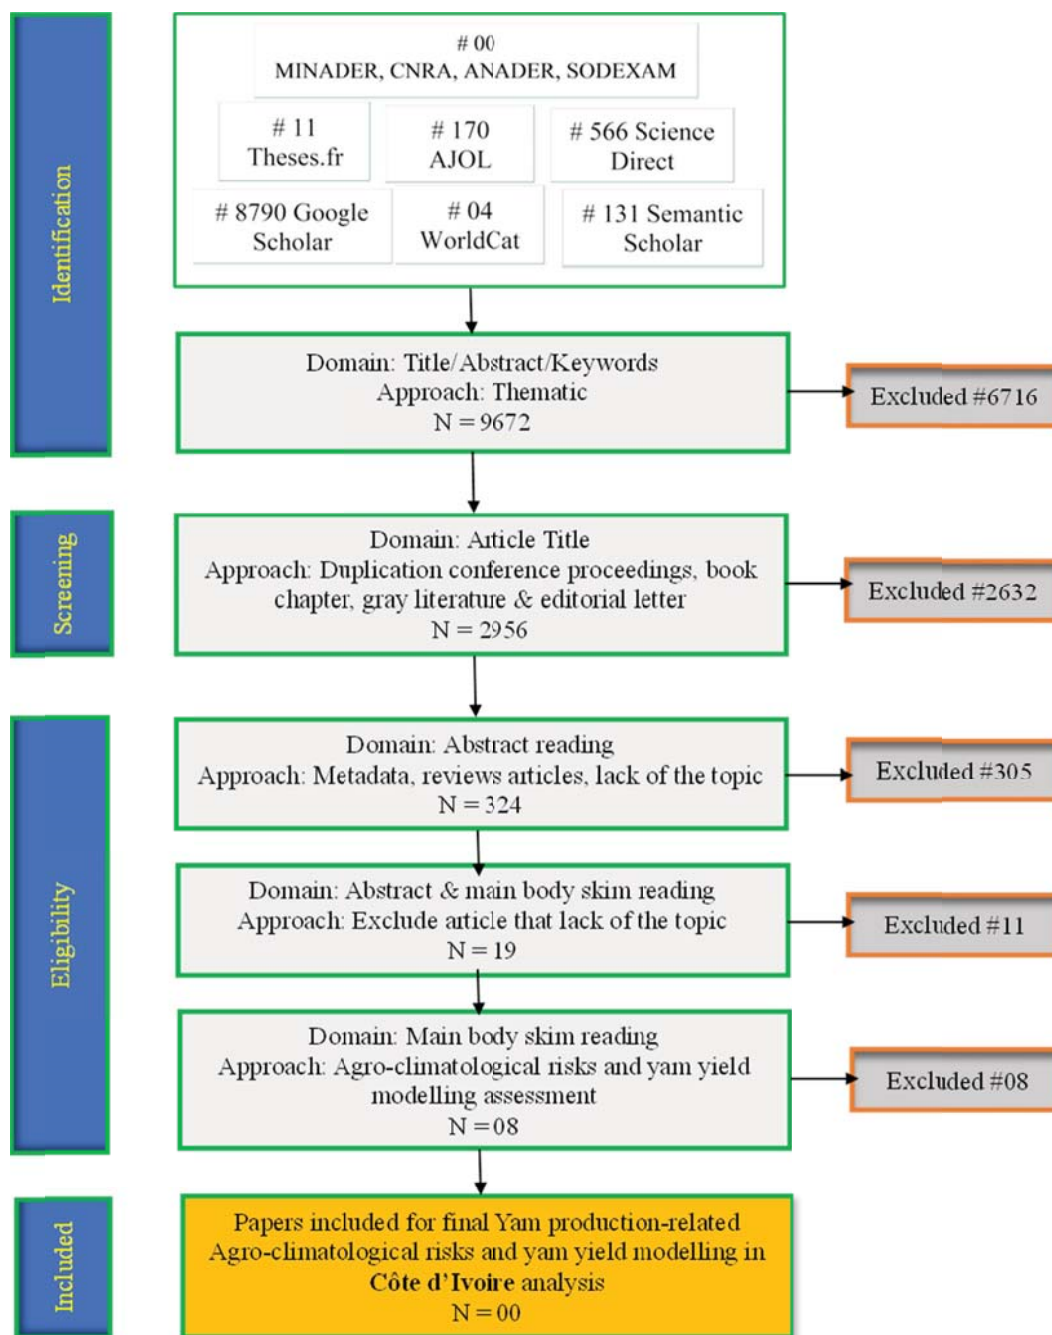 Identification
# 00
MINADER, CNRA, ANADER, SODEXAM
# 11
Theses.fr
# 170
AJOL
# 566 Science
Direct
# 8790 Google
Scholar
# 04
WorldCat
# 131 Semantic
Scholar
Domain: Title/Abstract/Keywords
Approach: Thematic
N = 9672
Excluded #6716
Screening
Domain: Article Title
Approach: Duplication conference proceedings, book
chapter, gray literature & editorial letter
N = 2956
Excluded #2632
Eligibility
Domain: Abstract reading
Approach: Metadata, reviews articles, lack of the topic
N = 324
Excluded #305
Domain: Abstract & main body skim reading
Approach: Exclude article that lack of the topic
N = 19
Excluded #11
Domain: Main body skim reading
Approach: Agro-climatological risks and yam yield
modelling assessment
N = 08
Excluded #08
Included
Papers included for final Yam production-related
Agro-climatological risks and yam yield modelling in
Côte d'Ivoire analysis
N = 00